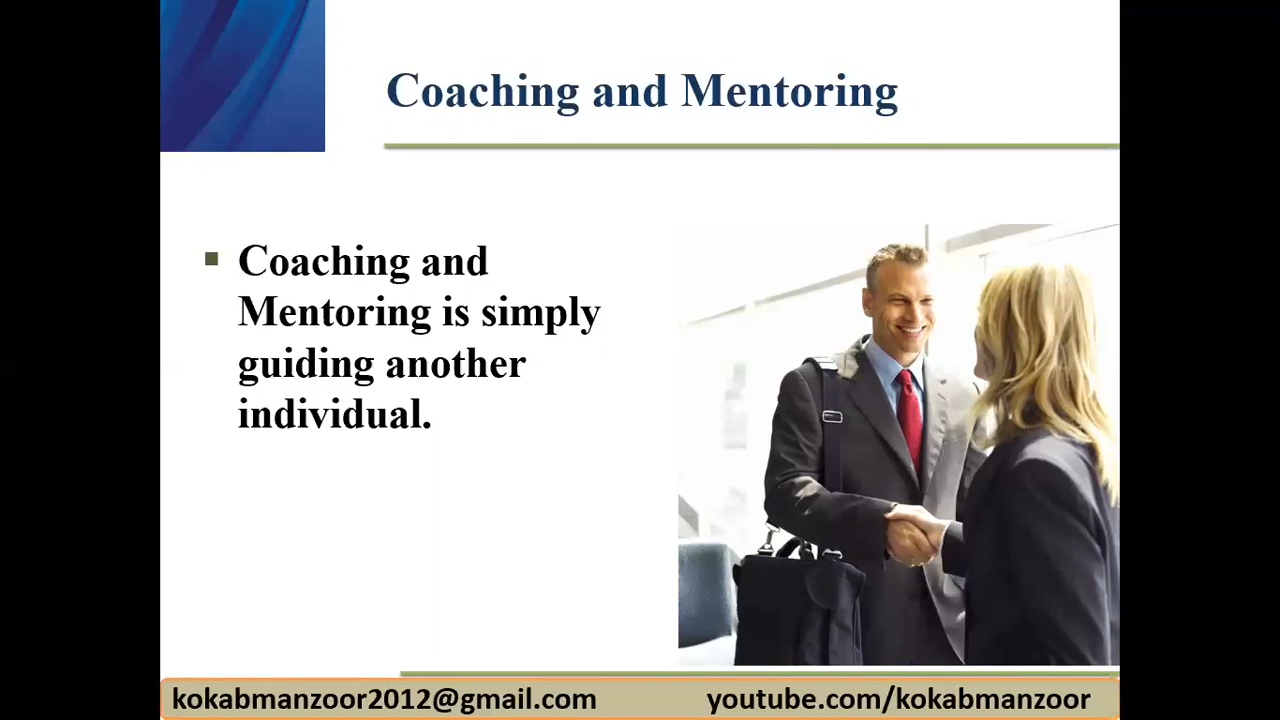 Coaching and Mentoring
Coaching and
Mentoring is simply
guiding another
individual.
kokabmanzoor2012@gmail.com
youtube.com/kokabmanzoor